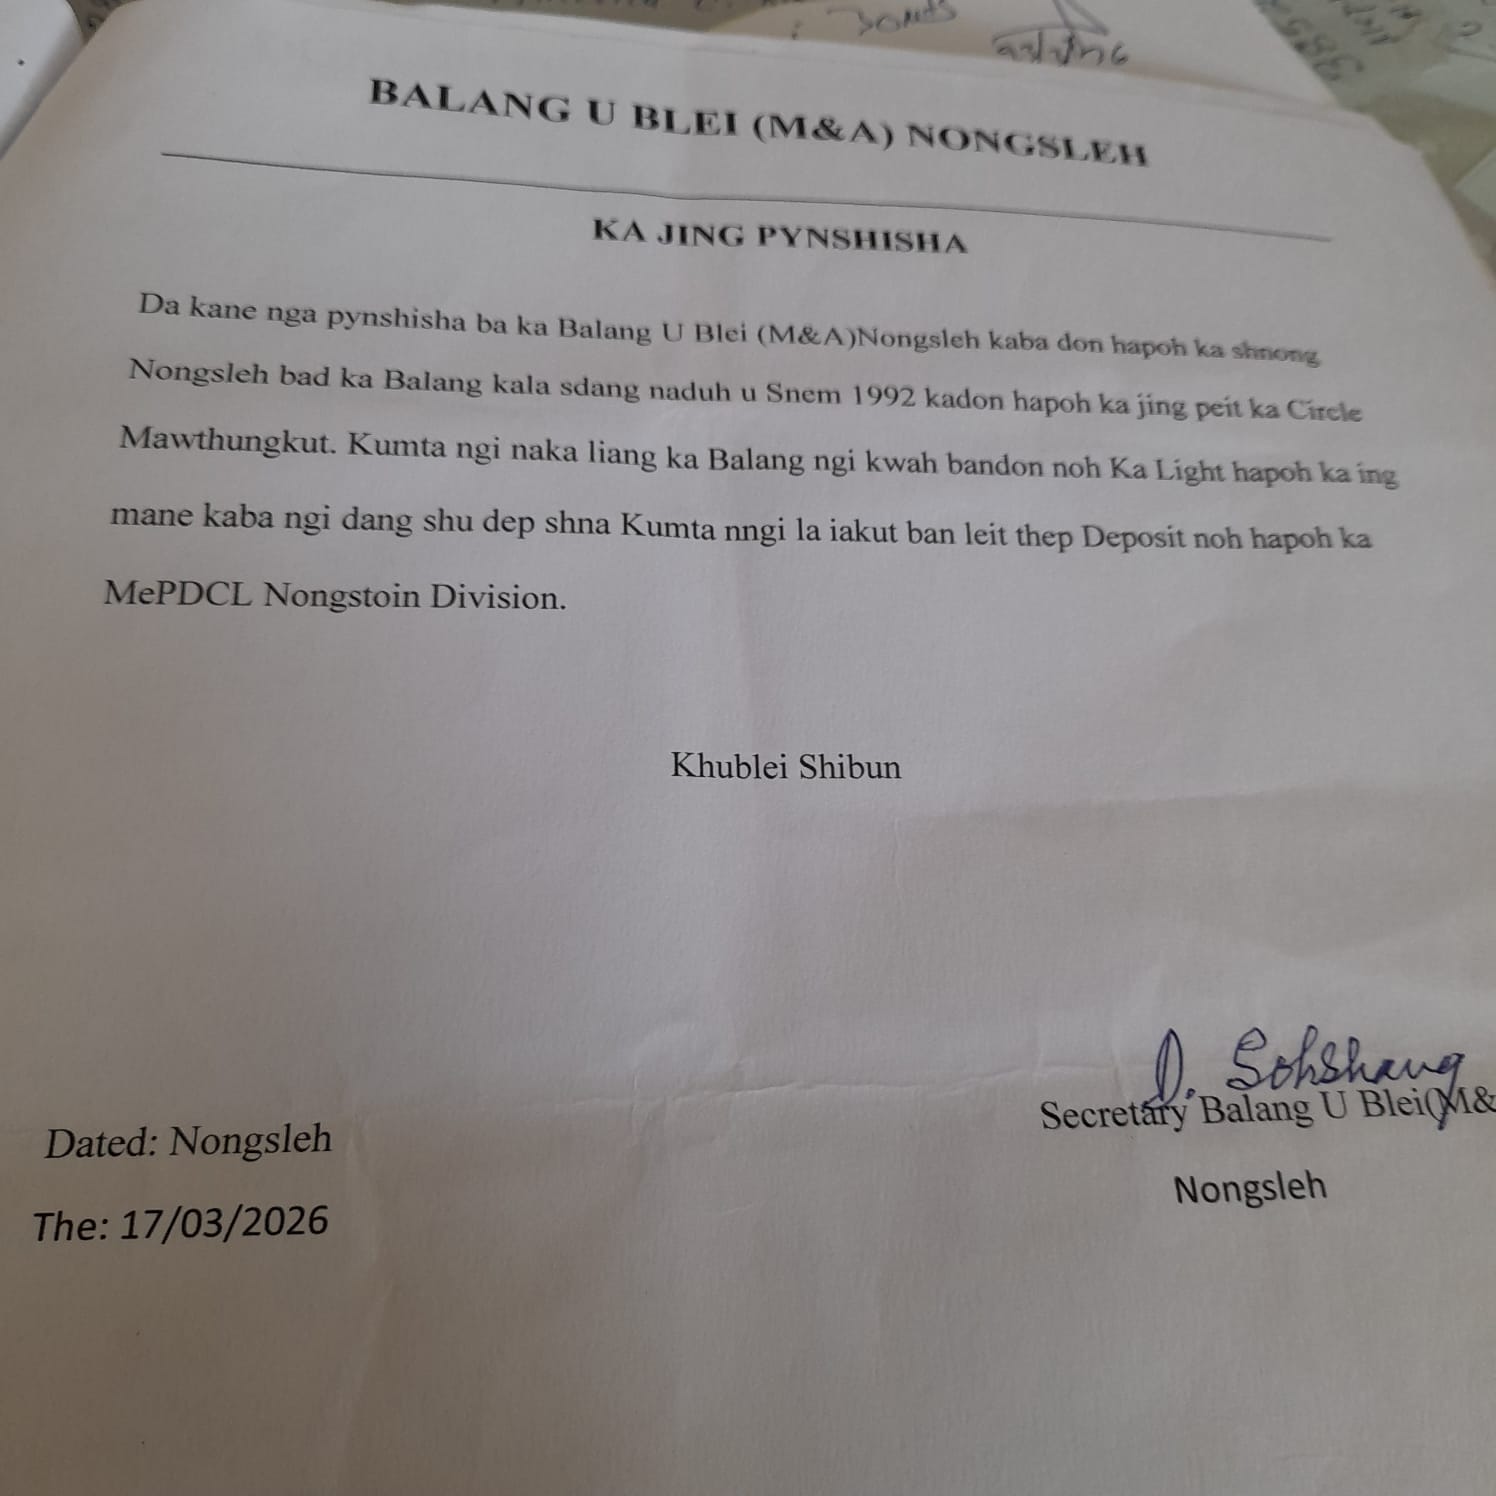 BALANG U BLEI (M&A) NONGSLEH
KA JING PYNSHISHA
Da kane nga pynshisha ba ka Balang U Blei (M&A)Nongsleh kaba don hapoh ka shnong
Nongsleh bad ka Balang kala sdang naduh u Snem 1992 kadon hapoh ka jing peit ka Circle
Mawthungkut. Kumta ngi naka liang ka Balang ngi kwah bandon noh Ka Light hapoh ka ing
mane kaba ngi dang shu dep shna Kumta nngi la iakut ban leit thep Deposit noh hapoh ka
MePDCL Nongstoin Division.
Khublei Shibun
D. Sohshang
Secretary Balang U Blei(M&
Nongsleh
Dated: Nongsleh
The: 17/03/2026